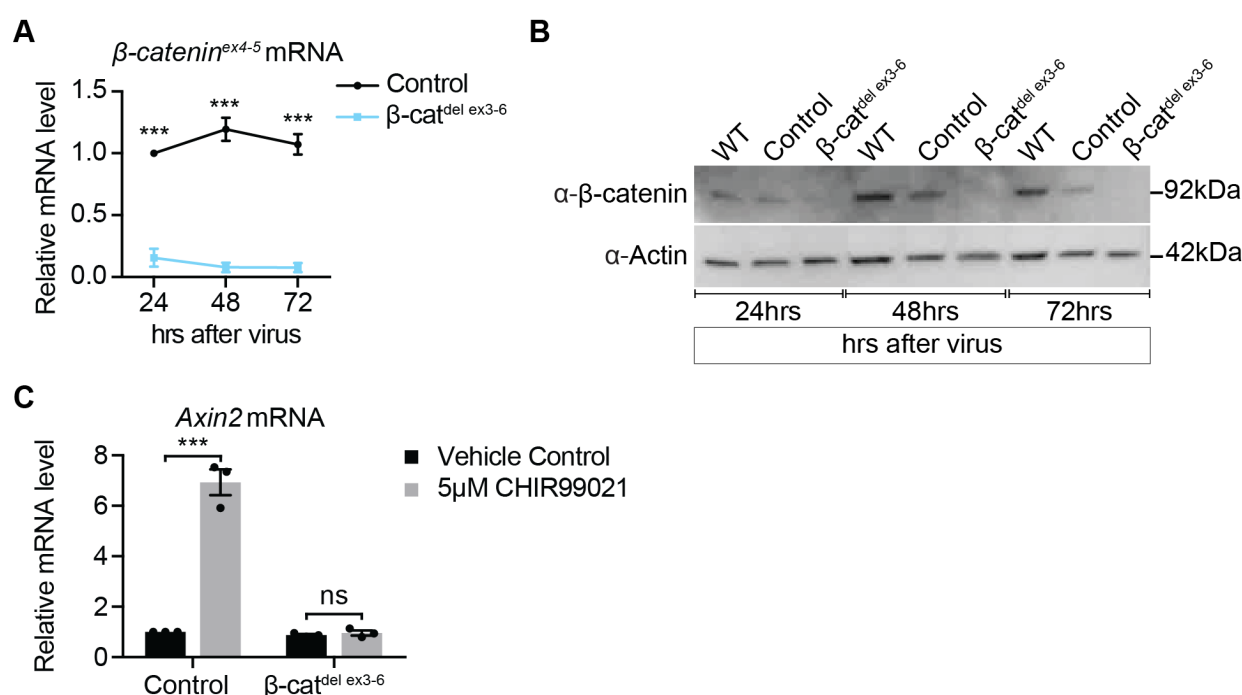 A
β-catenin^ex4-5 mRNA
Relative mRNA level
1.5
1.0
0.5
0.0
***
***
***
24
48
72
hrs after virus
Control
β-cat^del ex3-6
B
WT
Control
β-cat^del ex3-6
WT
Control
β-cat^del ex3-6
WT
Control
β-cat^del ex3-6
α-β-catenin
92kDa
α-Actin
42kDa
24hrs
48hrs
72hrs
hrs after virus
C
Axin2 mRNA
Relative mRNA level
8
6
4
2
0
***
ns
Control
β-cat^del ex3-6
Vehicle Control
5µM CHIR99021